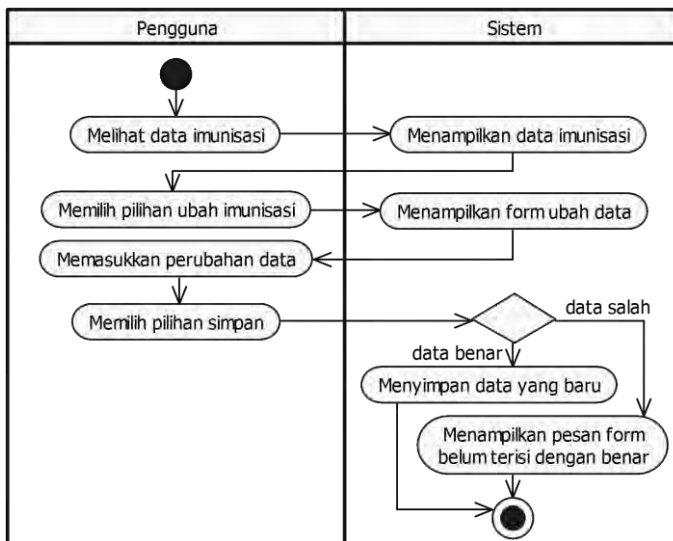 Pengguna
Sistem
Melihat data imunisasi
Menampilkan data imunisasi
Memilih pilihan ubah imunisasi
Menampilkan form ubah data
Memasukkan perubahan data
Memilih pilihan simpan
data salah
data benar
Menyimpan data yang baru
Menampilkan pesan form
belum terisi dengan benar